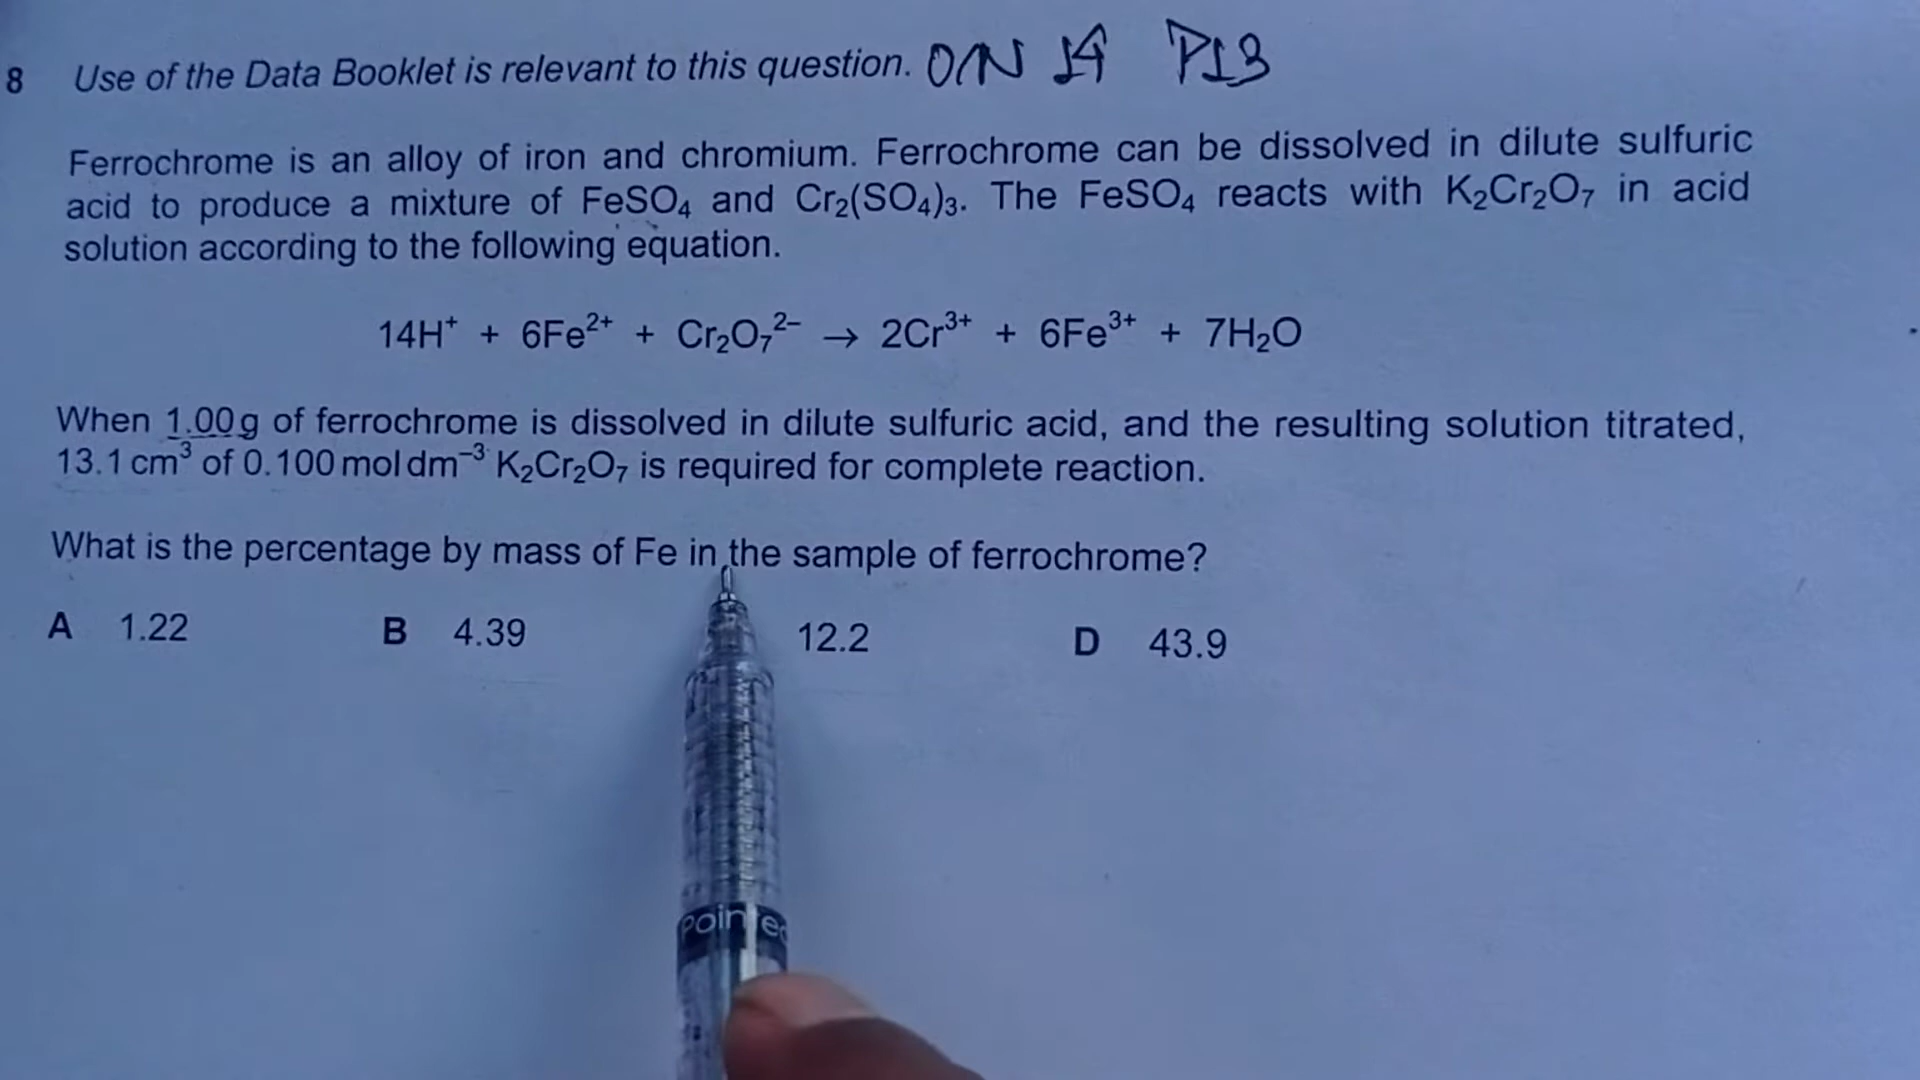 8 Use of the Data Booklet is relevant to this question. O/N 14 P13
Ferrochrome is an alloy of iron and chromium. Ferrochrome can be dissolved in dilute sulfuric
acid to produce a mixture of FeSO₄ and Cr₂(SO₄)₃. The FeSO₄ reacts with K₂Cr₂O₇ in acid
solution according to the following equation.
14H⁺ + 6Fe²⁺ + Cr₂O₇²⁻ → 2Cr³⁺ + 6Fe³⁺ + 7H₂O
When 1.00 g of ferrochrome is dissolved in dilute sulfuric acid, and the resulting solution titrated,
13.1 cm³ of 0.100 mol dm⁻³ K₂Cr₂O₇ is required for complete reaction.
What is the percentage by mass of Fe in the sample of ferrochrome?
A 1.22 B 4.39 12.2 D 43.9